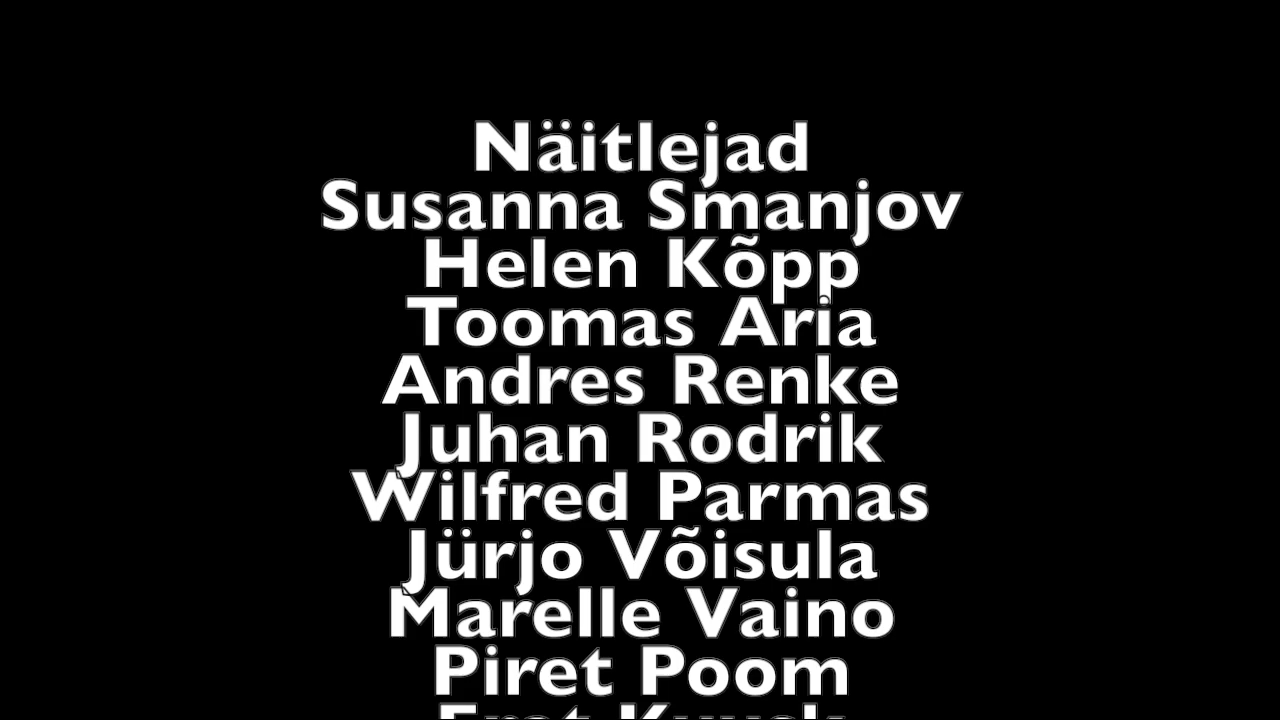 Näitlejad
Susanna Smanjov
Helen Kõpp
Toomas Aria
Andres Renke
Juhan Rodrik
Wilfred Parmas
Jürjo Võisula
Marelle Vaino
Piret Poom